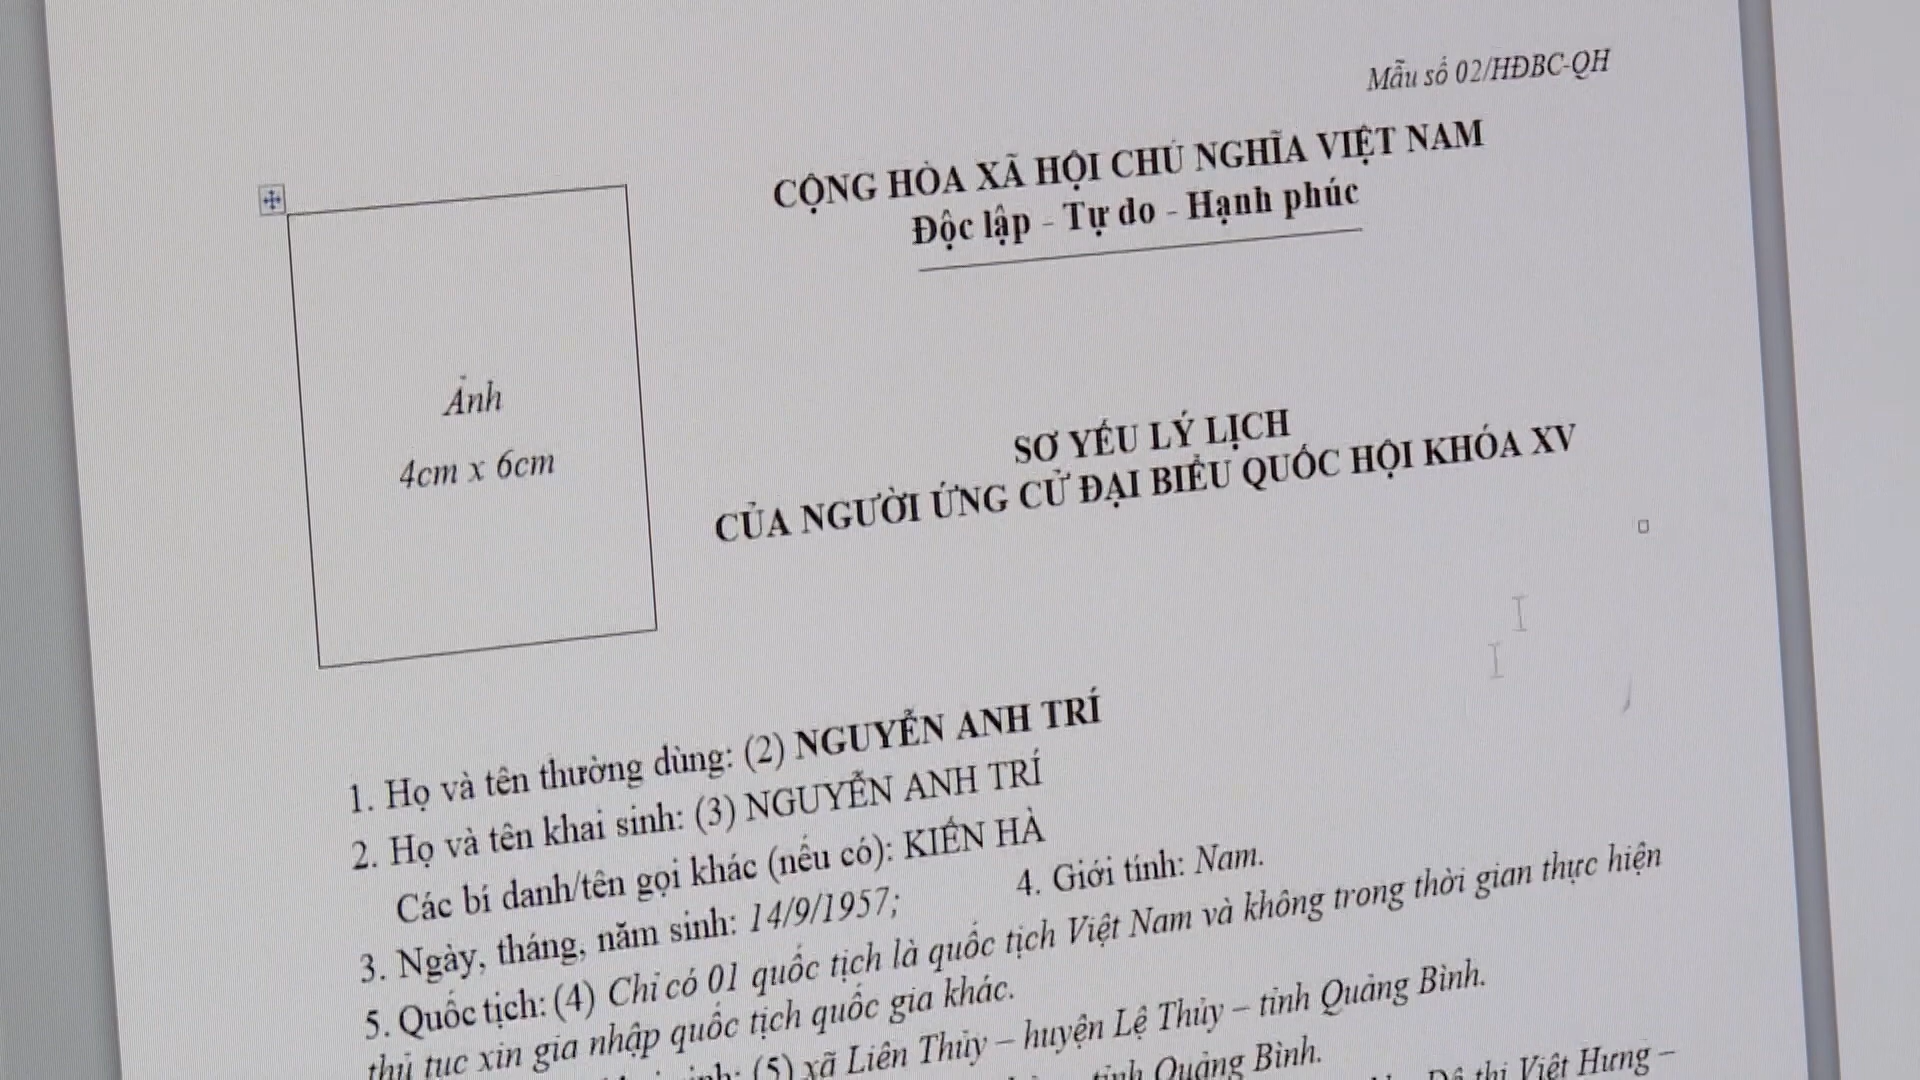 Mẫu số 02/HĐBC-QH
CỘNG HÒA XÃ HỘI CHỦ NGHĨA VIỆT NAM
Độc lập - Tự do - Hạnh phúc
Ảnh
4cm x 6cm
SƠ YẾU LÝ LỊCH
CỦA NGƯỜI ỨNG CỬ ĐẠI BIỂU QUỐC HỘI KHÓA XV
1. Họ và tên thường dùng: (2) NGUYỄN ANH TRÍ
2. Họ và tên khai sinh: (3) NGUYỄN ANH TRÍ
Các bí danh/tên gọi khác (nếu có): KIẾN HÀ
3. Ngày, tháng, năm sinh: 14/9/1957; 4. Giới tính: Nam.
5. Quốc tịch: (4) Chỉ có 01 quốc tịch là quốc tịch Việt Nam và không trong thời gian thực hiện
thủ tục xin gia nhập quốc tịch quốc gia khác.
(5) xã Liên Thủy – huyện Lệ Thủy – tỉnh Quảng Bình.
tỉnh Quảng Bình.
thị Việt Hưng –